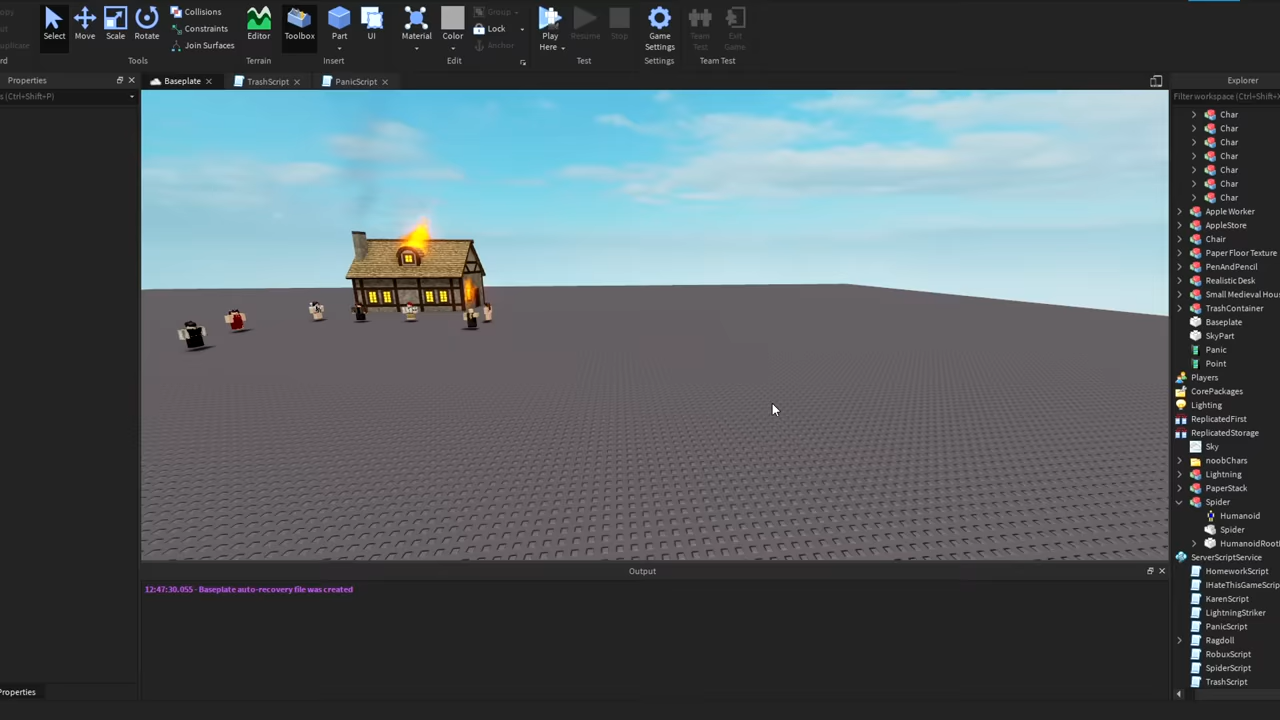 Collisions
Constraints
Join Surfaces
Select
Move
Scale
Rotate
Tools
Editor
Terrain
Toolbox
Part
UI
Insert
Material
Color
Group
Lock
Anchor
Edit
Play
Here
Resume
Stop
Test
Game
Settings
Settings
Team
Test
Exit
Game
Team Test
Properties
(Ctrl+Shift+P)
Baseplate
TrashScript
PanicScript
Explorer
Filter workspace (Ctrl+Shift+
Char
Char
Char
Char
Char
Char
Char
Apple Worker
AppleStore
Chair
Paper Floor Texture
PenAndPencil
Realistic Desk
Small Medieval Hou
TrashContainer
Baseplate
SkyPart
Panic
Point
Players
CorePackages
Lighting
ReplicatedFirst
ReplicatedStorage
Sky
noobChars
Lightning
PaperStack
Spider
Humanoid
Spider
HumanoidRoot
ServerScriptService
HomeworkScript
IHateThisGameScrip
KarenScript
LightningStriker
PanicScript
Ragdoll
RobuxScript
SpiderScript
TrashScript
Output
12:47:30.055 - Baseplate auto-recovery file was created
Properties